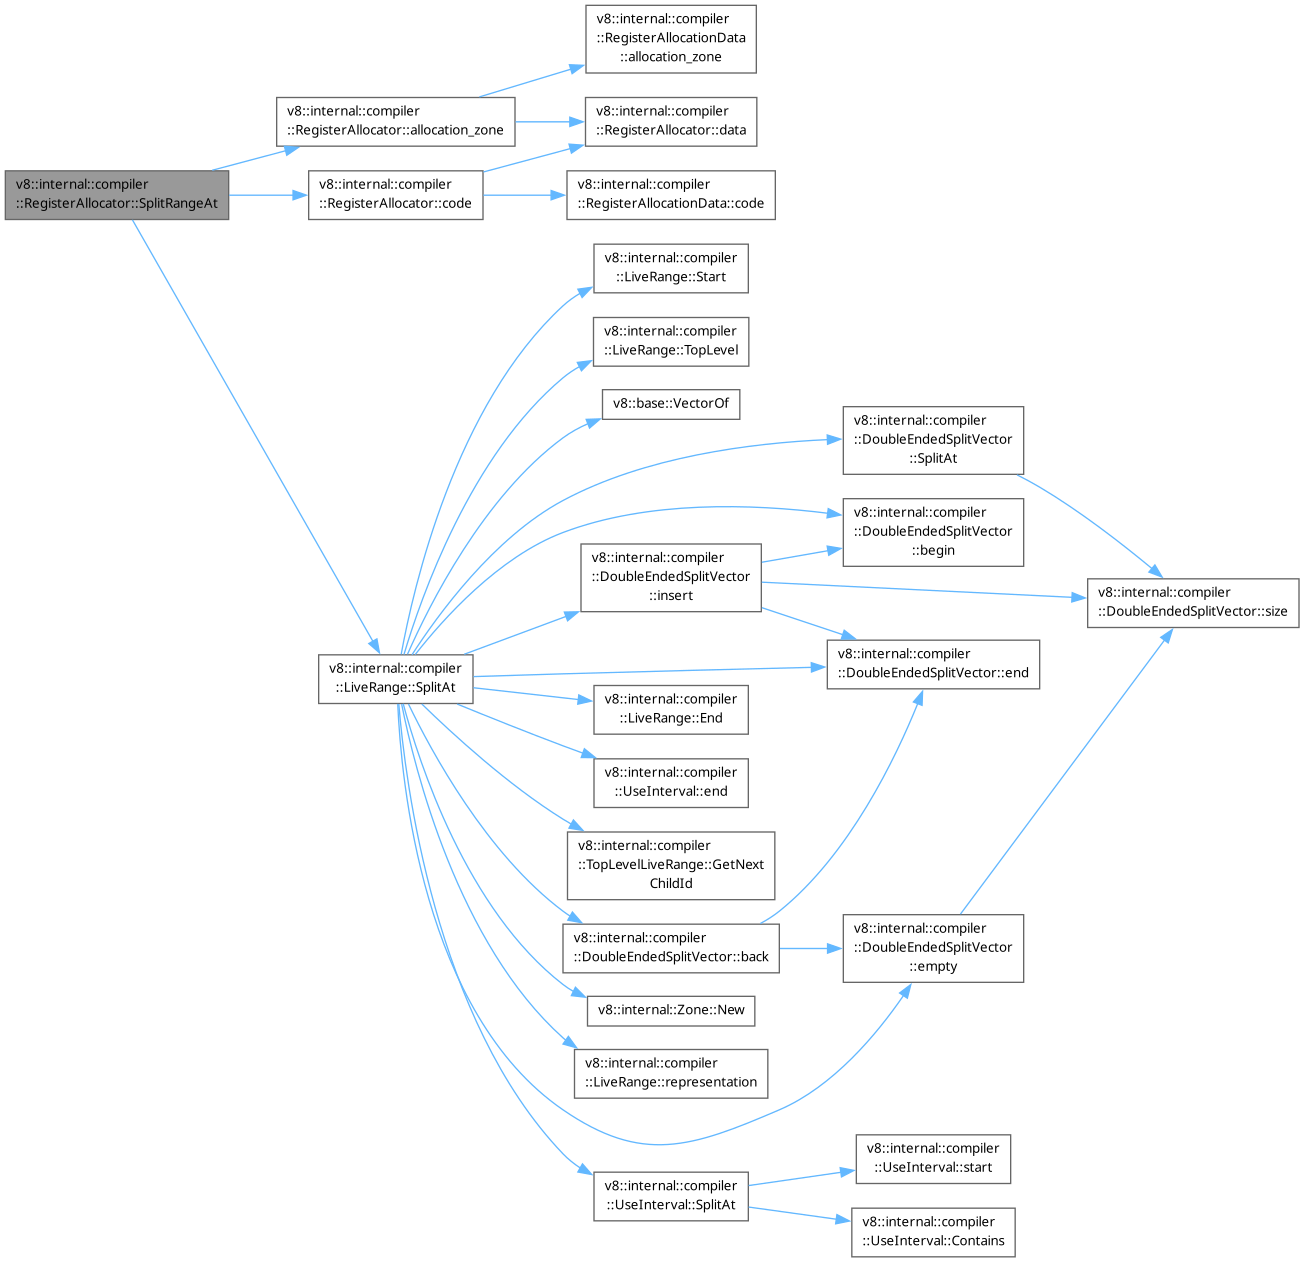 v8::internal::compiler
::RegisterAllocationData
::allocation_zone
v8::internal::compiler
::RegisterAllocator::allocation_zone
v8::internal::compiler
::RegisterAllocator::data
v8::internal::compiler
::RegisterAllocator::SplitRangeAt
v8::internal::compiler
::RegisterAllocator::code
v8::internal::compiler
::RegisterAllocationData::code
v8::internal::compiler
::LiveRange::Start
v8::internal::compiler
::LiveRange::TopLevel
v8::base::VectorOf
v8::internal::compiler
::DoubleEndedSplitVector
::SplitAt
v8::internal::compiler
::DoubleEndedSplitVector
::begin
v8::internal::compiler
::DoubleEndedSplitVector
::insert
v8::internal::compiler
::DoubleEndedSplitVector::size
v8::internal::compiler
::DoubleEndedSplitVector::end
v8::internal::compiler
::LiveRange::SplitAt
v8::internal::compiler
::LiveRange::End
v8::internal::compiler
::UseInterval::end
v8::internal::compiler
::TopLevelLiveRange::GetNext
ChildId
v8::internal::compiler
::DoubleEndedSplitVector::back
v8::internal::compiler
::DoubleEndedSplitVector
::empty
v8::internal::Zone::New
v8::internal::compiler
::LiveRange::representation
v8::internal::compiler
::UseInterval::start
v8::internal::compiler
::UseInterval::SplitAt
v8::internal::compiler
::UseInterval::Contains